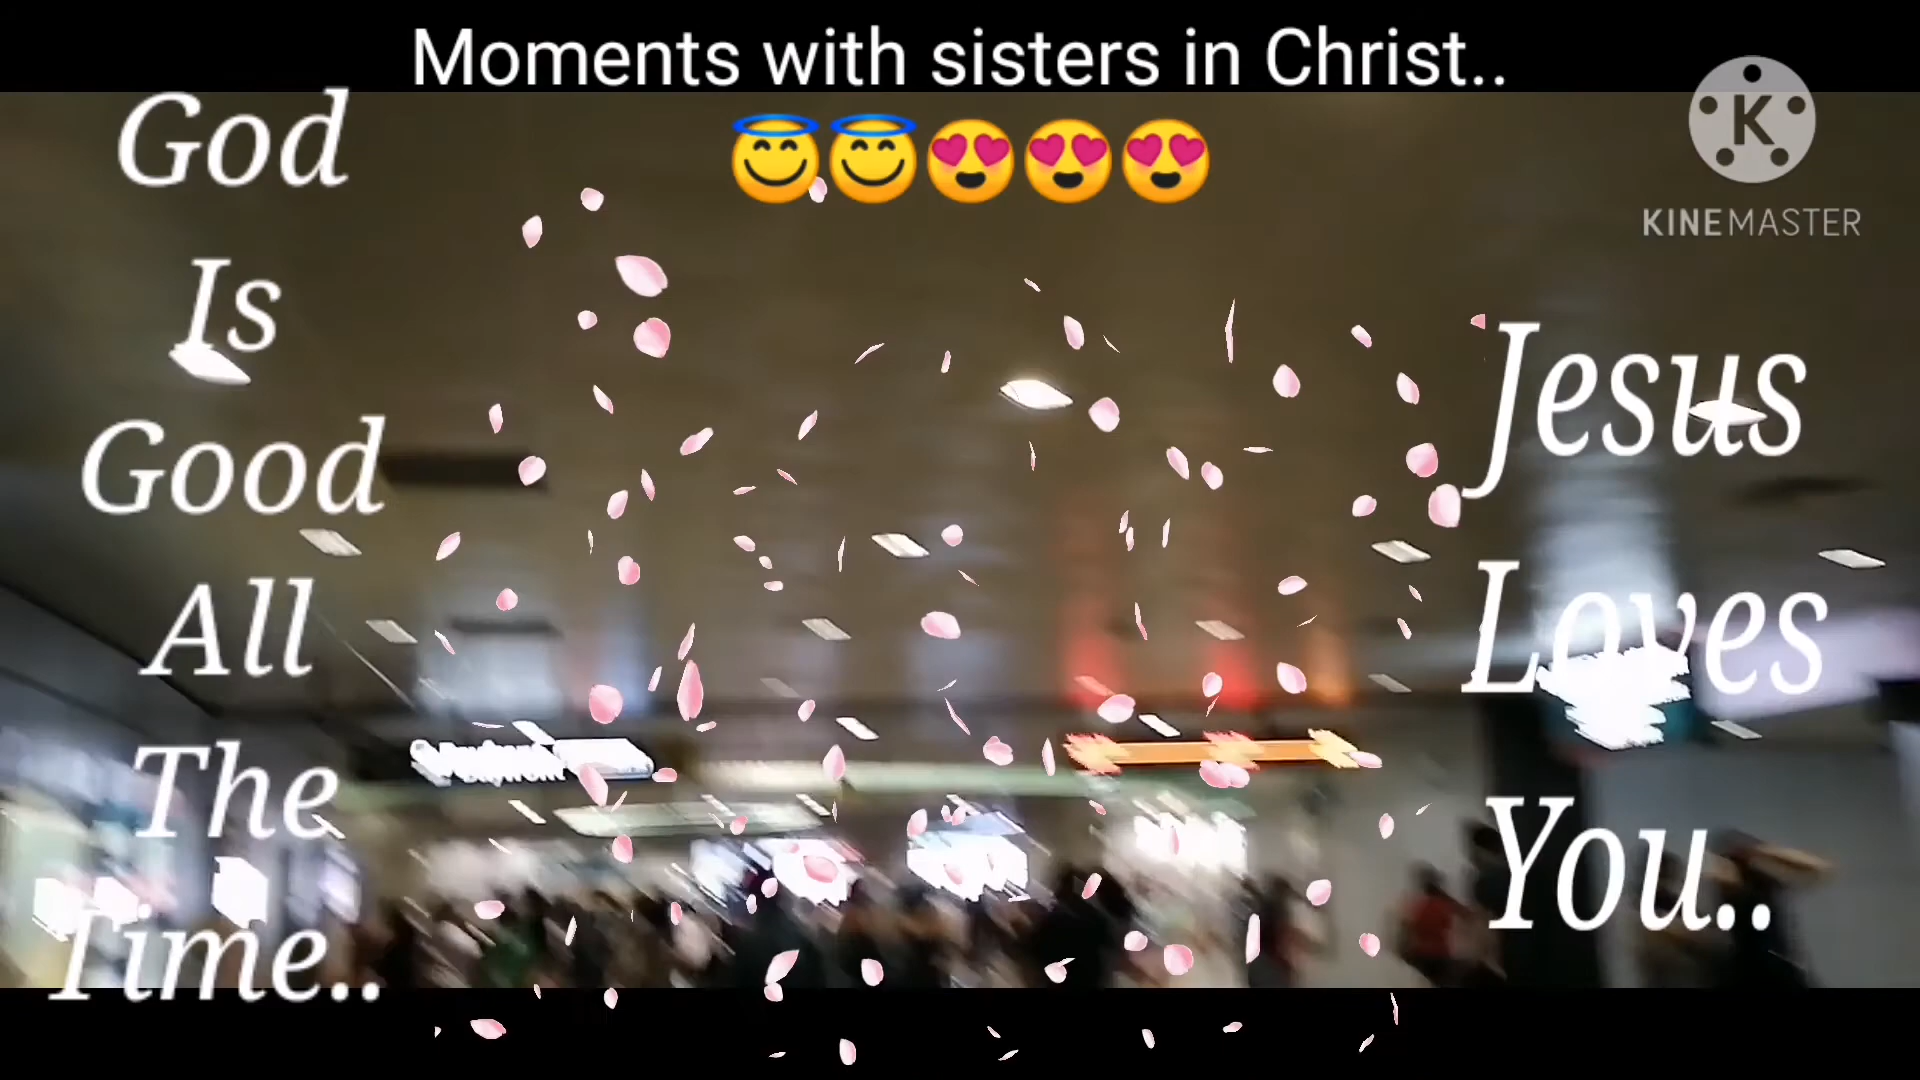 Moments with sisters in Christ..
😇😇😍😍😍
God
Is
Good
All
The
Time..
Jesus
Loves
You..
K
KINEMASTER